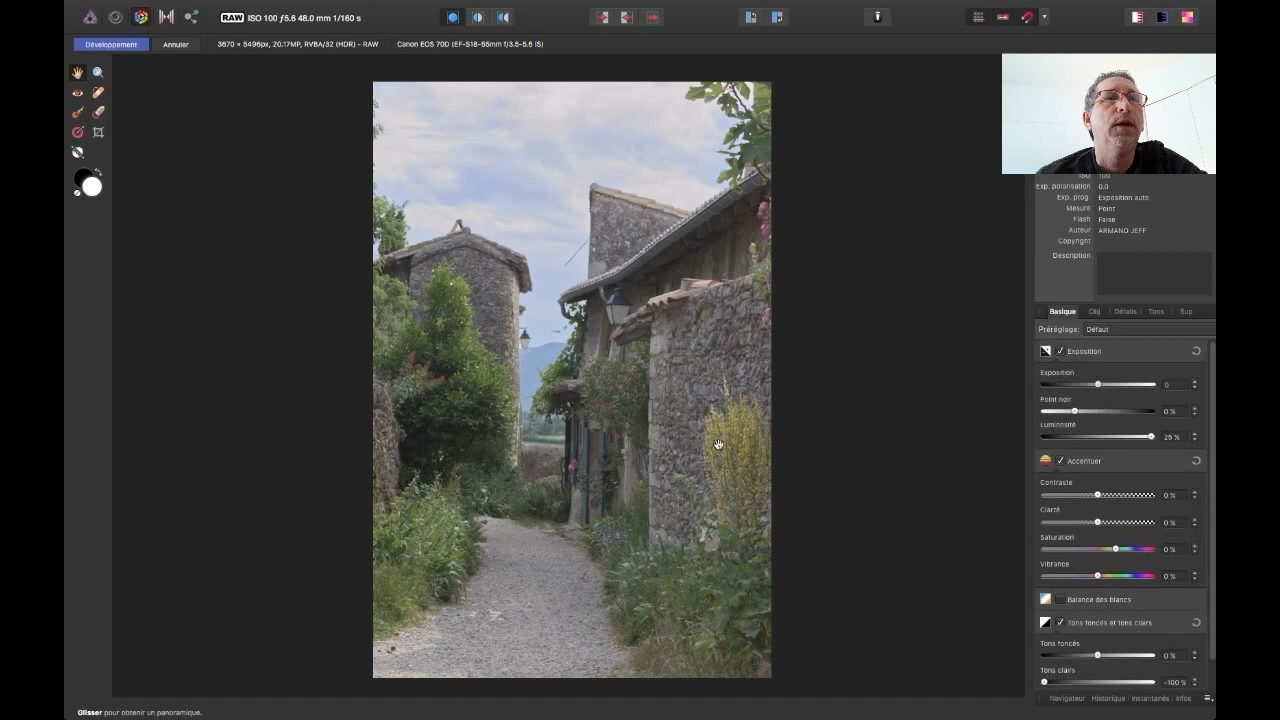 RAW ISO 100 ƒ/5.6 48.0 mm 1/160 s
Développement Annuler 3670 × 5496px, 20.17MP, RVBA/32 (HDR) - RAW Canon EOS 70D (EF-S18-55mm f/3.5-5.6 IS)
ISO 100
Exp. polarisation 0.0
Exp. prog. Exposition auto
Mesure Point
Flash False
Auteur ARMAND JEFF
Copyright
Description
Basique Obj Détails Tons Sup
Préréglage: Défaut
Exposition
Exposition
0
Point noir
0 %
Luminosité
25 %
Accentuer
Contraste
0 %
Clarté
0 %
Saturation
0 %
Vibrance
0 %
Balance des blancs
Tons foncés et tons clairs
Tons foncés
0 %
Tons clairs
-100 %
Navigateur Historique Instantanés Infos
Glisser pour obtenir un panoramique.